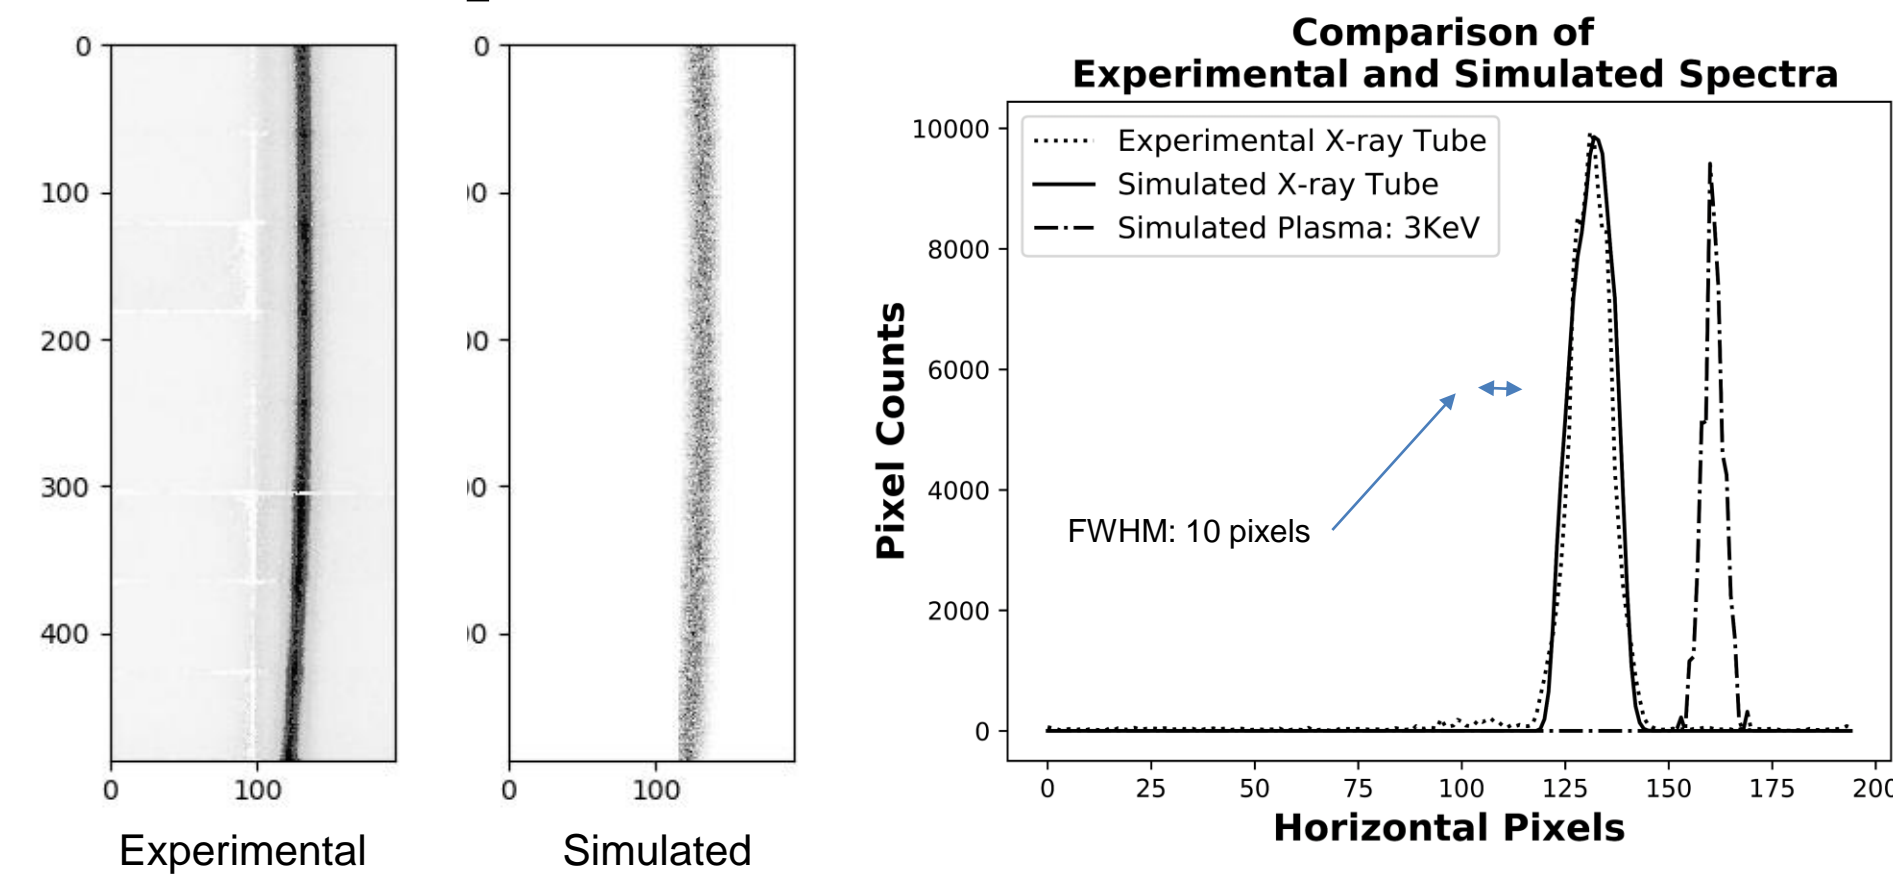 0
100
200
300
400
0
100
Experimental
0
00
00
00
00
0
100
Simulated
Comparison of
Experimental and Simulated Spectra
Experimental X-ray Tube
Simulated X-ray Tube
Simulated Plasma: 3KeV
10000
8000
6000
4000
2000
0
Pixel Counts
FWHM: 10 pixels
0
25
50
75
100
125
150
175
200
Horizontal Pixels